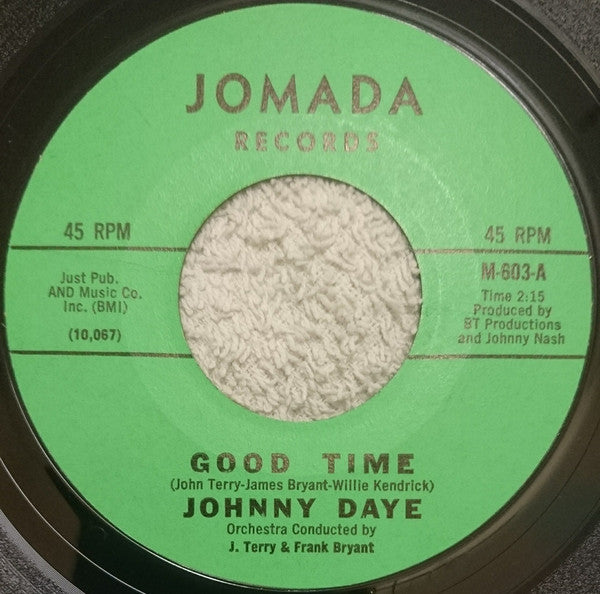 JOMADA
RECORDS
45 RPM
45 RPM
Just Pub.
AND Music Co.
Inc. (BMI)
(10,067)
M-603-A
Time 2:15
Produced by
BT Productions
and Johnny Nash
GOOD TIME
(John Terry-James Bryant-Willie Kendrick)
JOHNNY DAYE
Orchestra Conducted by
J. Terry & Frank Bryant